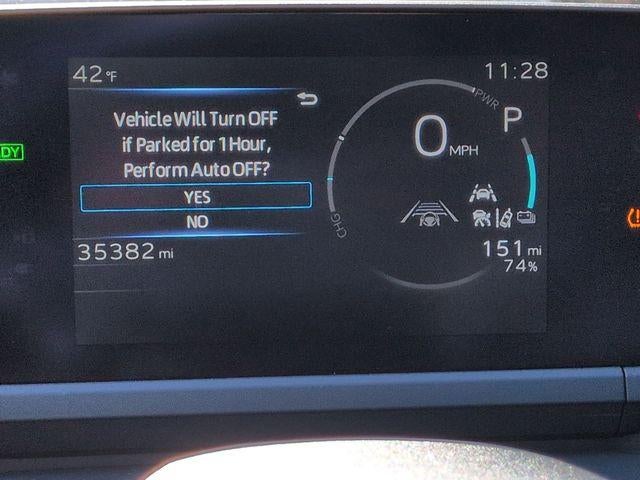 42°F
11:28
Vehicle Will Turn OFF
if Parked for 1 Hour,
Perform Auto OFF?
YES
NO
35382 mi
PWR
P
0 MPH
CHG
151 mi
74%
DY